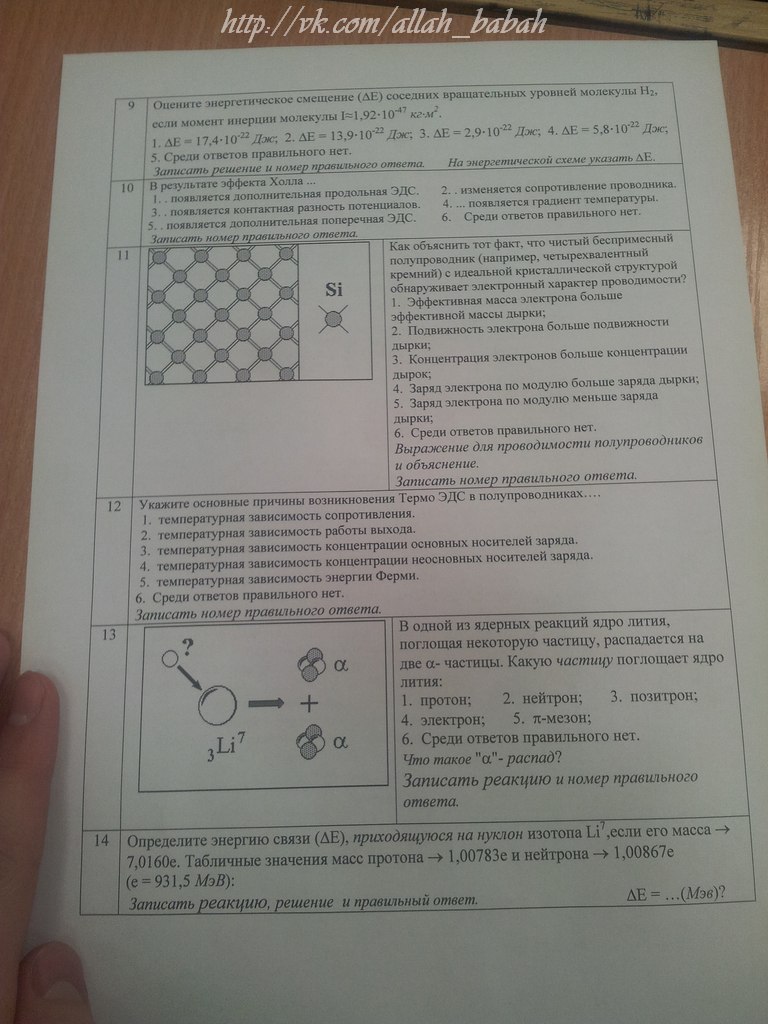 http://vk.com/allah_babah
9 Оцените энергетическое смещение (ΔE) соседних вращательных уровней молекулы H₂,
если момент инерции молекулы I≈1,92·10⁻⁴⁷ кг·м².
1. ΔE = 17,4·10⁻²² Дж; 2. ΔE = 13,9·10⁻²² Дж; 3. ΔE = 2,9·10⁻²² Дж; 4. ΔE = 5,8·10⁻²² Дж;
5. Среди ответов правильного нет.
Записать решение и номер правильного ответа. На энергетической схеме указать ΔE.
10 В результате эффекта Холла ...
1. . появляется дополнительная продольная ЭДС. 2. . изменяется сопротивление проводника.
3. . появляется контактная разность потенциалов. 4. ... появляется градиент температуры.
5. . появляется дополнительная поперечная ЭДС. 6. Среди ответов правильного нет.
Записать номер правильного ответа.
11
Si
Как объяснить тот факт, что чистый беспримесный
полупроводник (например, четырехвалентный
кремний) с идеальной кристаллической структурой
обнаруживает электронный характер проводимости?
1. Эффективная масса электрона больше
эффективной массы дырки;
2. Подвижность электрона больше подвижности
дырки;
3. Концентрация электронов больше концентрации
дырок;
4. Заряд электрона по модулю больше заряда дырки;
5. Заряд электрона по модулю меньше заряда
дырки;
6. Среди ответов правильного нет.
Выражение для проводимости полупроводников
и объяснение.
Записать номер правильного ответа.
12 Укажите основные причины возникновения Термо ЭДС в полупроводниках….
1. температурная зависимость сопротивления.
2. температурная зависимость работы выхода.
3. температурная зависимость концентрации основных носителей заряда.
4. температурная зависимость концентрации неосновных носителей заряда.
5. температурная зависимость энергии Ферми.
6. Среди ответов правильного нет.
Записать номер правильного ответа.
13
?
α
+
₃Li⁷
α
В одной из ядерных реакций ядро лития,
поглощая некоторую частицу, распадается на
две α- частицы. Какую частицу поглощает ядро
лития:
1. протон; 2. нейтрон; 3. позитрон;
4. электрон; 5. π-мезон;
6. Среди ответов правильного нет.
Что такое "α"- распад?
Записать реакцию и номер правильного
ответа.
14 Определите энергию связи (ΔE), приходящуюся на нуклон изотопа Li⁷,если его масса →
7,0160е. Табличные значения масс протона → 1,00783е и нейтрона → 1,00867е
(е = 931,5 МэВ):
Записать реакцию, решение и правильный ответ. ΔE = …(Мэв)?